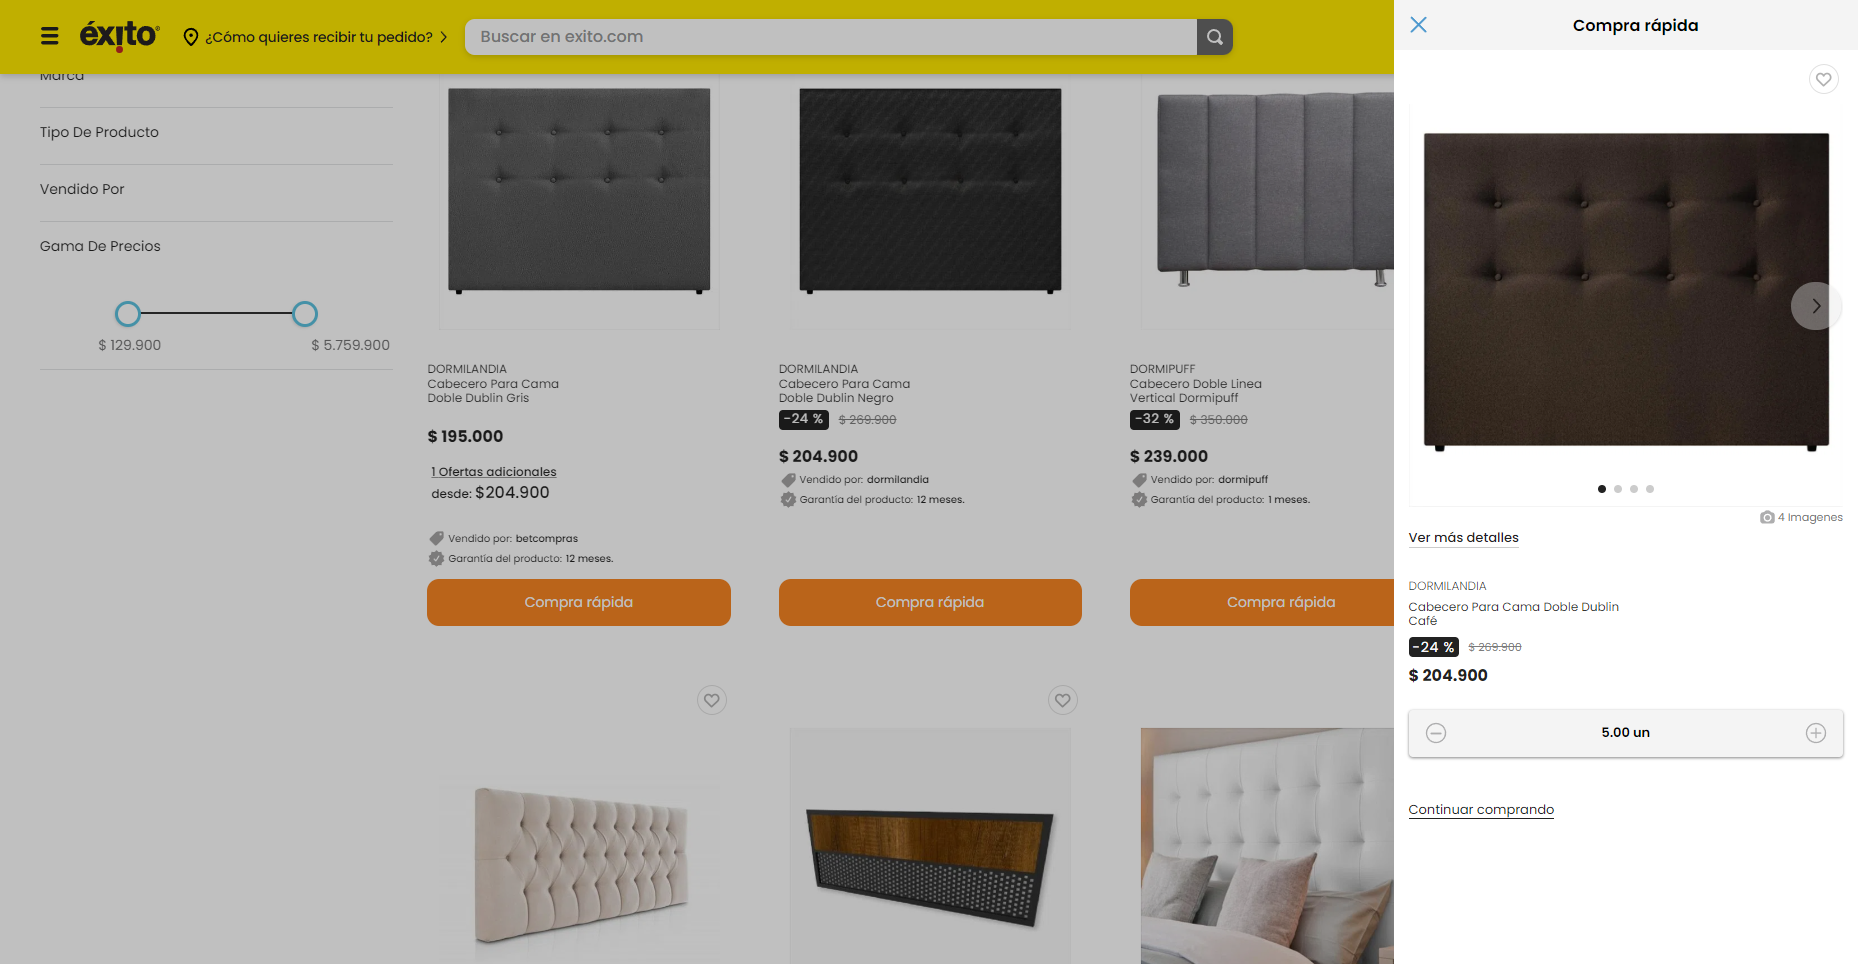 éxito
¿Cómo quieres recibir tu pedido?
Buscar en exito.com
Marca
Tipo De Producto
Vendido Por
Gama De Precios
$ 129.900
$ 5.759.900
DORMILANDIA
Cabecero Para Cama
Doble Dublin Gris
$ 195.000
1 Ofertas adicionales
desde: $204.900
Vendido por: betcompras
Garantía del producto: 12 meses.
Compra rápida
DORMILANDIA
Cabecero Para Cama
Doble Dublin Negro
-24 % $ 269.900
$ 204.900
Vendido por: dormilandia
Garantía del producto: 12 meses.
Compra rápida
DORMIPUFF
Cabecero Doble Linea
Vertical Dormipuff
-32 % $ 350.000
$ 239.000
Vendido por: dormipuff
Garantía del producto: 1 meses.
Compra rápida
Compra rápida
4 Imagenes
Ver más detalles
DORMILANDIA
Cabecero Para Cama Doble Dublin
Café
-24 % $ 269.900
$ 204.900
5.00 un
Continuar comprando